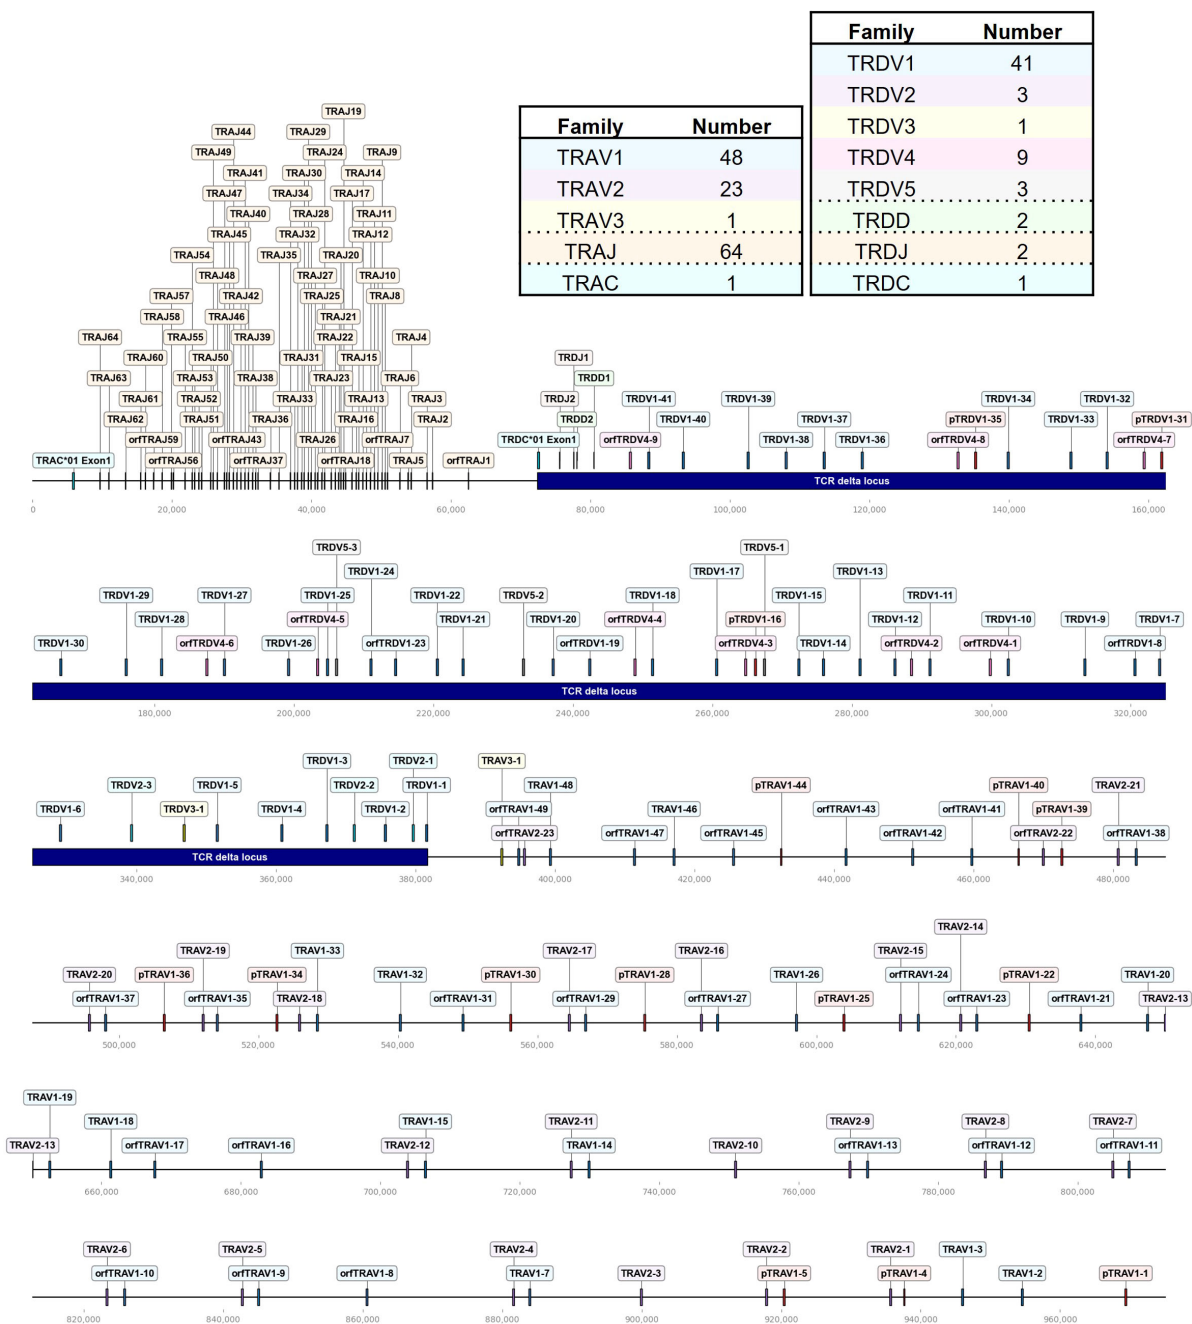 Family Number
TRDV1 41
TRDV2 3
TRDV3 1
TRDV4 9
TRDV5 3
TRDD 2
TRDJ 2
TRDC 1
Family Number
TRAV1 48
TRAV2 23
TRAV3 1
TRAJ 64
TRAC 1
TRAJ19
TRAJ44 TRAJ29
TRAJ49 TRAJ24 TRAJ9
TRAJ41 TRAJ30 TRAJ14
TRAJ47 TRAJ34 TRAJ17
TRAJ40 TRAJ28 TRAJ11
TRAJ45 TRAJ32 TRAJ12
TRAJ54 TRAJ35 TRAJ20
TRAJ48 TRAJ27 TRAJ10
TRAJ57 TRAJ42 TRAJ25 TRAJ8
TRAJ58 TRAJ46 TRAJ21
TRAJ64 TRAJ55 TRAJ39 TRAJ22 TRAJ4
TRAJ60 TRAJ50 TRAJ31 TRAJ15 TRDJ1
TRAJ63 TRAJ53 TRAJ38 TRAJ23 TRAJ6 TRDD1
TRAJ61 TRAJ52 TRAJ33 TRAJ13 TRAJ3 TRDJ2 TRDV1-41 TRDV1-39 TRDV1-34 TRDV1-32
TRAJ62 TRAJ51 TRAJ36 TRAJ16 TRAJ2 TRDD2 TRDV1-40 TRDV1-37 pTRDV1-35 TRDV1-33 pTRDV1-31
orfTRAJ59 orfTRAJ43 TRAJ26 orfTRAJ7 TRDC*01 Exon1 orfTRDV4-9 TRDV1-38 TRDV1-36 orfTRDV4-8 orfTRDV4-7
TRAC*01 Exon1 orfTRAJ56 orfTRAJ37 orfTRAJ18 TRAJ5 orfTRAJ1
TCR delta locus
0 20,000 40,000 60,000 80,000 100,000 120,000 140,000 160,000
TRDV5-3 TRDV5-1
TRDV1-24 TRDV1-17 TRDV1-13
TRDV1-29 TRDV1-27 TRDV1-25 TRDV1-22 TRDV5-2 TRDV1-18 TRDV1-15 TRDV1-11
TRDV1-28 orfTRDV4-5 TRDV1-21 TRDV1-20 orfTRDV4-4 pTRDV1-16 TRDV1-12 TRDV1-10 TRDV1-9 TRDV1-7
TRDV1-30 orfTRDV4-6 TRDV1-26 orfTRDV1-23 orfTRDV1-19 orfTRDV4-3 TRDV1-14 orfTRDV4-2 orfTRDV4-1 orfTRDV1-8
TCR delta locus
180,000 200,000 220,000 240,000 260,000 280,000 300,000 320,000
TRDV1-3 TRDV2-1 TRAV3-1
TRDV2-3 TRDV1-5 TRDV2-2 TRDV1-1 TRAV1-48 pTRAV1-44 pTRAV1-40 TRAV2-21
TRDV1-6 TRDV3-1 TRDV1-4 TRDV1-2 orfTRAV1-49 TRAV1-46 orfTRAV1-43 orfTRAV1-41 pTRAV1-39
orfTRAV2-23 orfTRAV1-47 orfTRAV1-45 orfTRAV1-42 orfTRAV2-22 orfTRAV1-38
TCR delta locus
340,000 360,000 380,000 400,000 420,000 440,000 460,000 480,000
TRAV2-14
TRAV2-19 TRAV1-33 TRAV2-17 TRAV2-16 TRAV2-15
TRAV2-20 pTRAV1-36 pTRAV1-34 TRAV1-32 pTRAV1-30 pTRAV1-28 TRAV1-26 orfTRAV1-24 pTRAV1-22 TRAV1-20
orfTRAV1-37 orfTRAV1-35 TRAV2-18 orfTRAV1-31 orfTRAV1-29 orfTRAV1-27 pTRAV1-25 orfTRAV1-23 orfTRAV1-21 TRAV2-13
500,000 520,000 540,000 560,000 580,000 600,000 620,000 640,000
TRAV1-19
TRAV1-18 TRAV1-15 TRAV2-11 TRAV2-9 TRAV2-8 TRAV2-7
TRAV2-13 orfTRAV1-17 orfTRAV1-16 TRAV2-12 TRAV1-14 TRAV2-10 orfTRAV1-13 orfTRAV1-12 orfTRAV1-11
660,000 680,000 700,000 720,000 740,000 760,000 780,000 800,000
TRAV2-6 TRAV2-5 TRAV2-4 TRAV2-2 TRAV2-1 TRAV1-3
orfTRAV1-10 orfTRAV1-9 orfTRAV1-8 TRAV1-7 TRAV2-3 pTRAV1-5 pTRAV1-4 TRAV1-2 pTRAV1-1
820,000 840,000 860,000 880,000 900,000 920,000 940,000 960,000